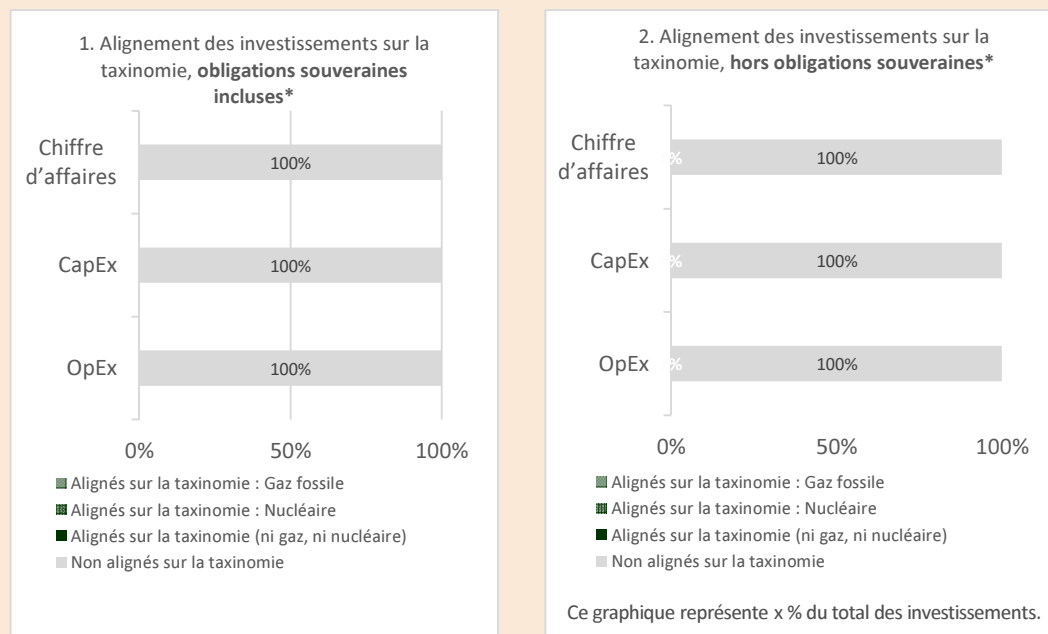 1. Alignement des investissements sur la
taxinomie, obligations souveraines
incluses*
Chiffre
d’affaires
100%
CapEx
100%
OpEx
100%
0% 50% 100%
Alignés sur la taxinomie : Gaz fossile
Alignés sur la taxinomie : Nucléaire
Alignés sur la taxinomie (ni gaz, ni nucléaire)
Non alignés sur la taxinomie
2. Alignement des investissements sur la
taxinomie, hors obligations souveraines*
Chiffre
d’affaires
% 100%
CapEx
% 100%
OpEx
% 100%
0% 50% 100%
Alignés sur la taxinomie : Gaz fossile
Alignés sur la taxinomie : Nucléaire
Alignés sur la taxinomie (ni gaz, ni nucléaire)
Non alignés sur la taxinomie
Ce graphique représente x % du total des investissements.